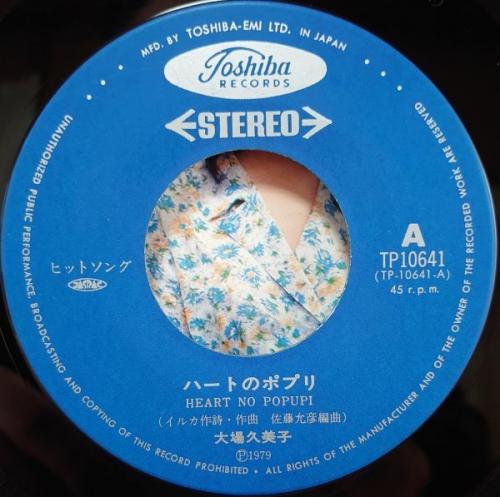 MFD. BY TOSHIBA-EMI LTD. IN JAPAN
Toshiba
RECORDS
STEREO
A
TP10641
(TP-10641-A)
45 r.p.m.
ヒットソング
JASRAC
ハートのポプリ
HEART NO POPUPI
(イルカ作詩・作曲 佐藤允彦編曲)
大場久美子
Ⓟ1979
UNAUTHORIZED PUBLIC PERFORMANCE, BROADCASTING AND COPYING OF THIS RECORD PROHIBITED • ALL RIGHTS OF THE MANUFACTURER AND OF THE OWNER OF THE RECORDED WORK ARE RESERVED